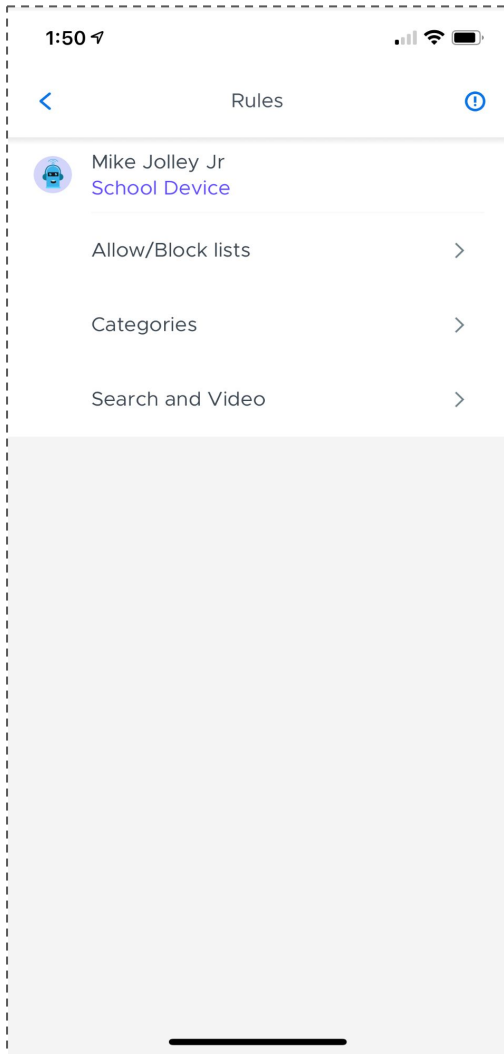 1:50
Rules
Mike Jolley Jr
School Device
Allow/Block lists
Categories
Search and Video